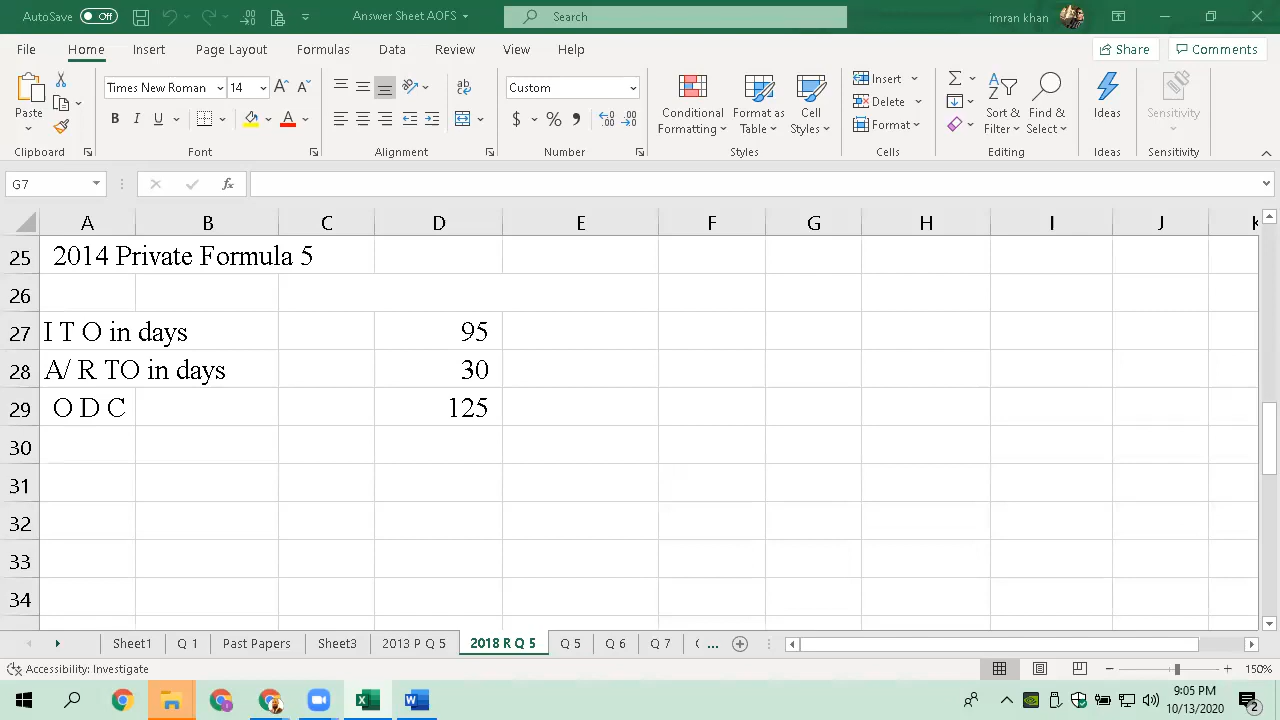 AutoSave Off Answer Sheet AOFS Search imran khan
File Home Insert Page Layout Formulas Data Review View Help Share Comments
Times New Roman 14 Custom Insert
Paste Conditional Format as Cell Delete Sort & Find & Ideas Sensitivity
B I U A $ % Formatting Table Styles Format Filter Select
Clipboard Font Alignment Number Styles Cells Editing Ideas Sensitivity
G7 fx
A B C D E F G H I J K
25 2014 Private Formula 5
26
27 I T O in days 95
28 A/ R TO in days 30
29 O D C 125
30
31
32
33
34
Sheet1 Q 1 Past Papers Sheet3 2013 P Q 5 2018 R Q 5 Q 5 Q 6 Q 7 ...
Accessibility: Investigate 150%
9:05 PM
10/13/2020 2